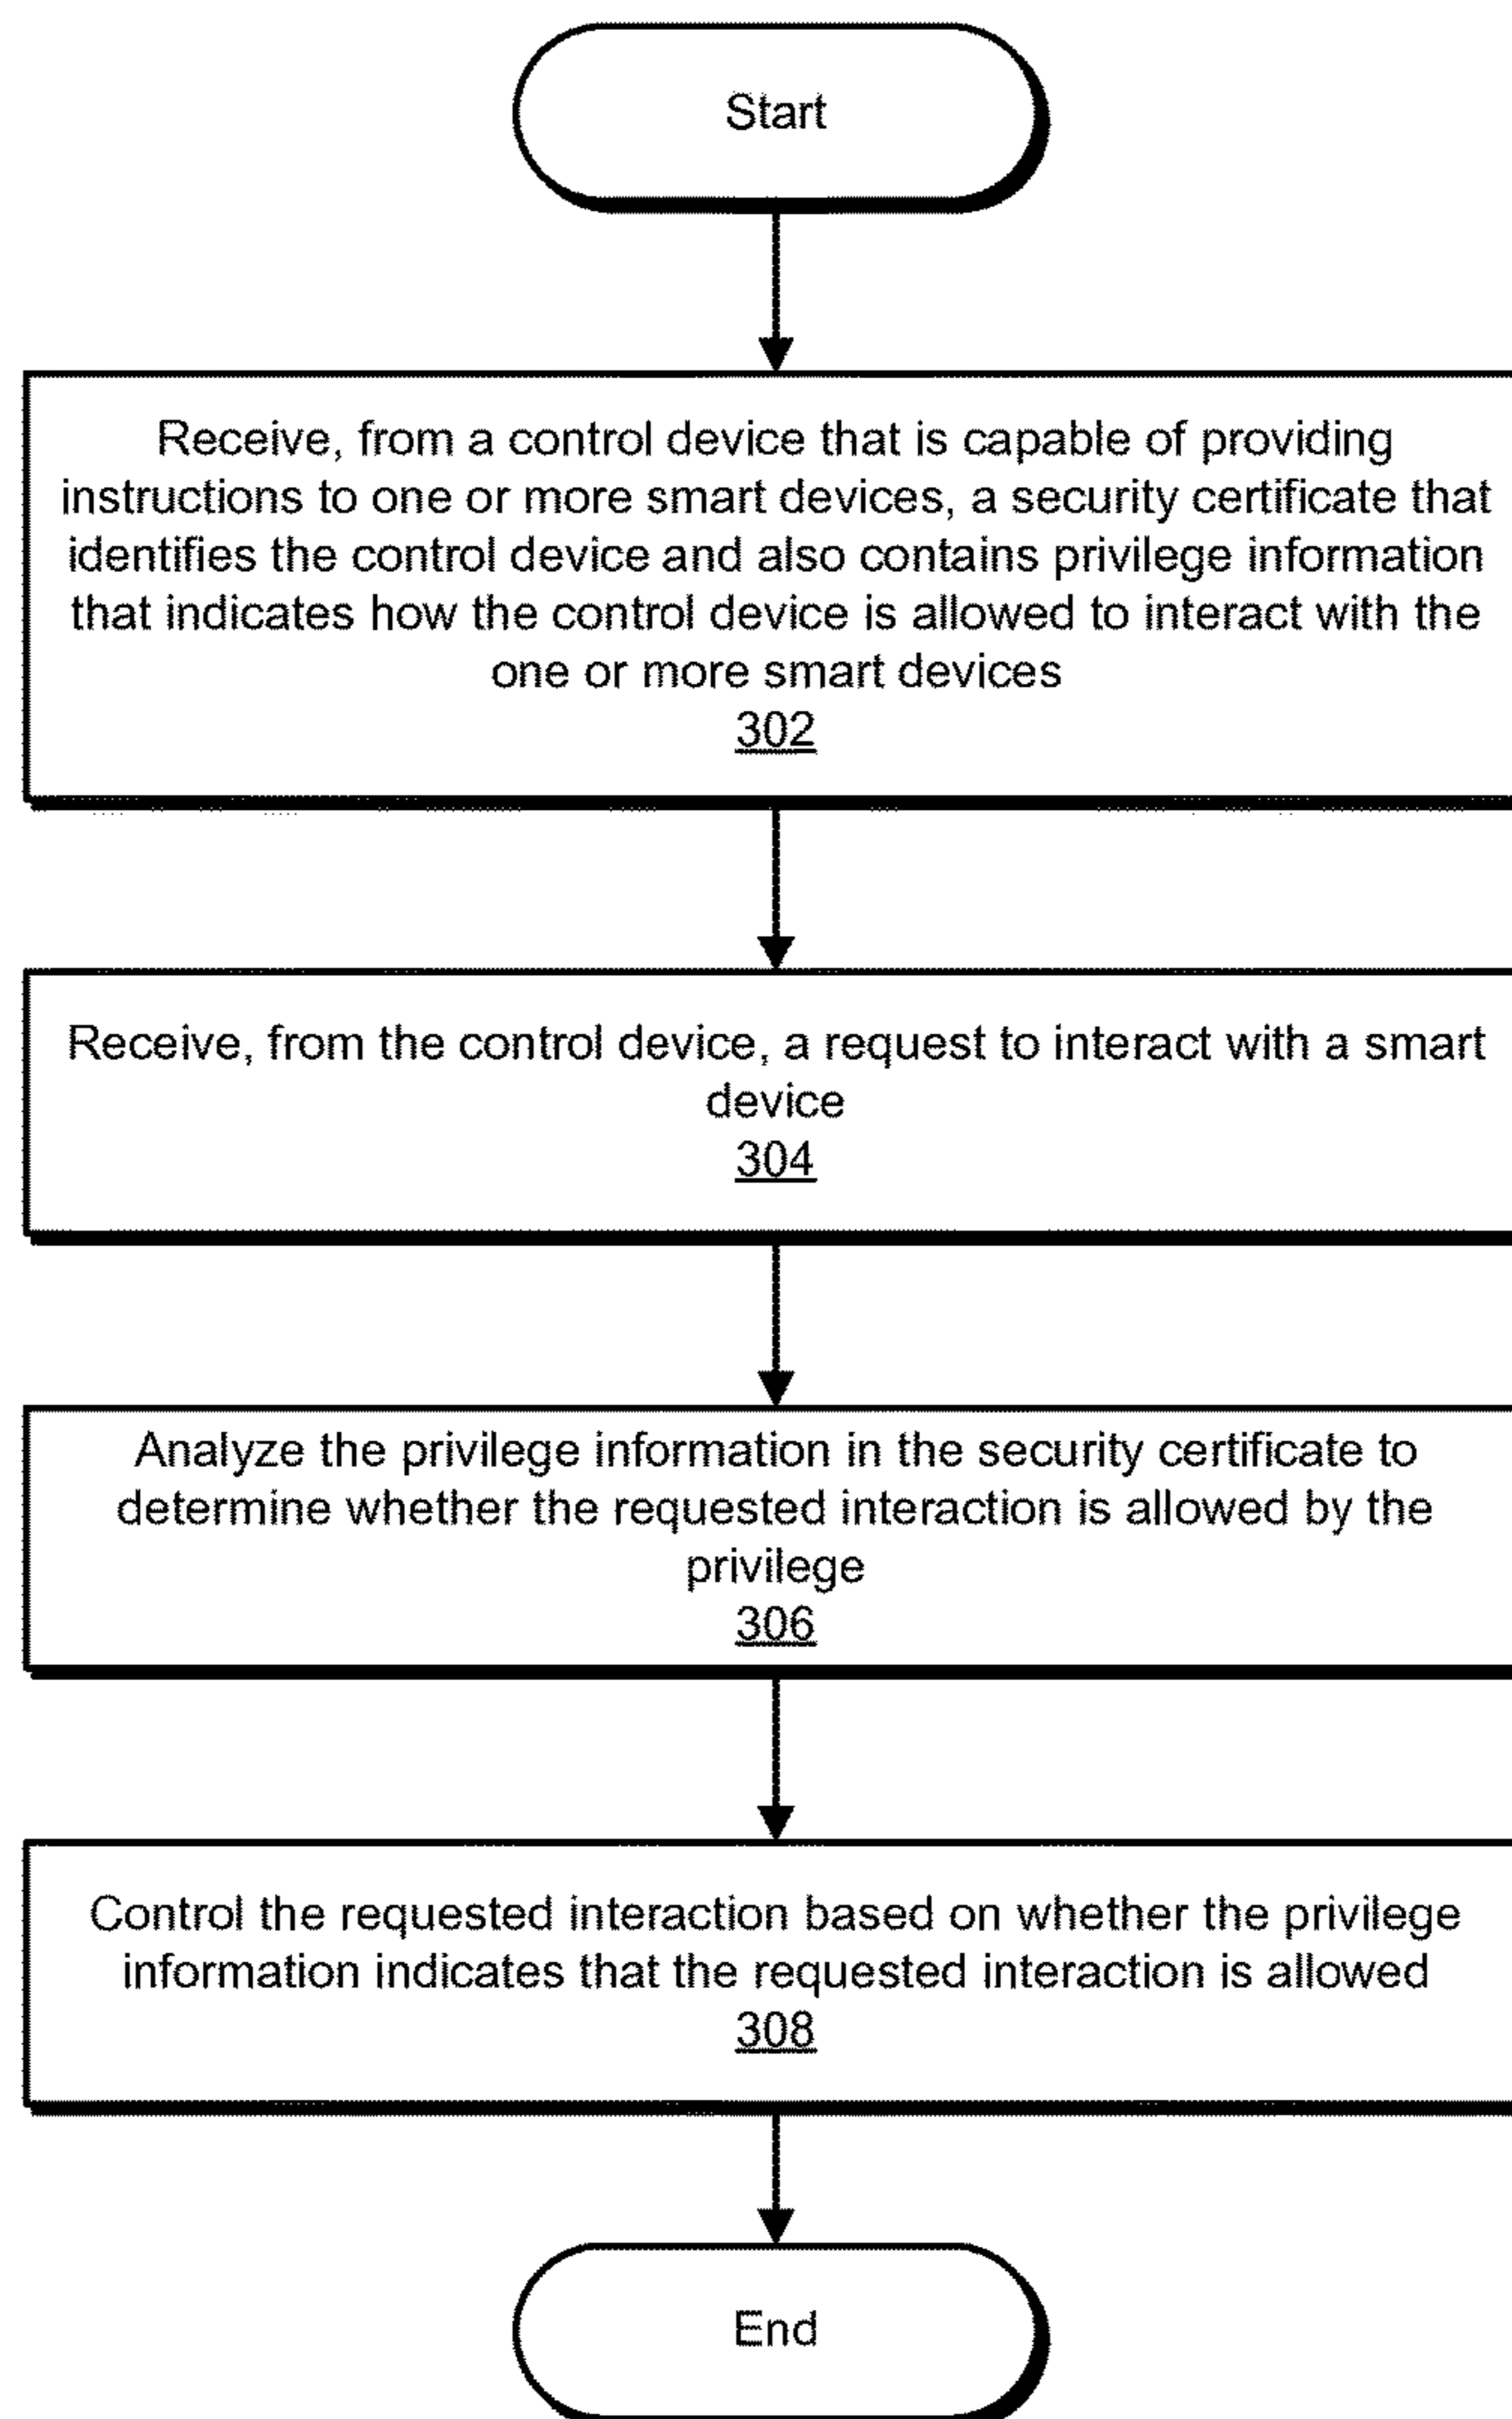 Start
Receive, from a control device that is capable of providing
instructions to one or more smart devices, a security certificate that
identifies the control device and also contains privilege information
that indicates how the control device is allowed to interact with the
one or more smart devices
302
Receive, from the control device, a request to interact with a smart
device
304
Analyze the privilege information in the security certificate to
determine whether the requested interaction is allowed by the
privilege
306
Control the requested interaction based on whether the privilege
information indicates that the requested interaction is allowed
308
End